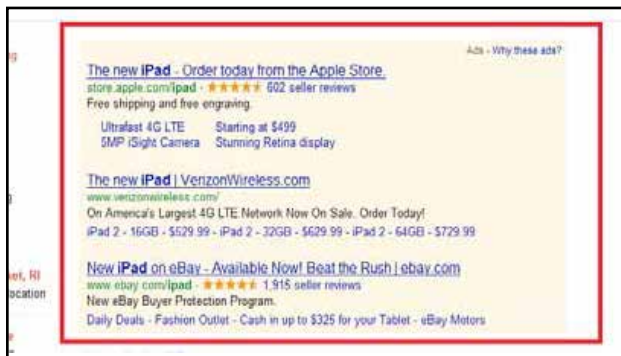 Ads - Why these ads?
The new iPad - Order today from the Apple Store.
store.apple.com/ipad - 602 seller reviews
Free shipping and free engraving.
Ultrafast 4G LTE Starting at $499
5MP iSight Camera Stunning Retina display
The new iPad | VerizonWireless.com
www.verizonwireless.com/
On America's Largest 4G LTE Network Now On Sale. Order Today!
iPad 2 - 16GB - $529.99 - iPad 2 - 32GB - $629.99 - iPad 2 - 64GB - $729.99
New iPad on eBay - Available Now! Beat the Rush | ebay.com
www.ebay.com/ipad - 1,915 seller reviews
New eBay Buyer Protection Program.
Daily Deals - Fashion Outlet - Cash in up to $325 for your Tablet - eBay Motors
RI